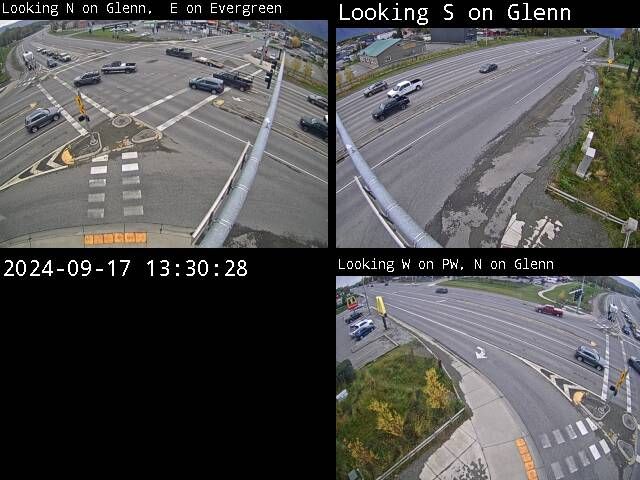 Looking N on Glenn,  E on Evergreen
Looking S on Glenn
2024-09-17 13:30:28
Looking W on PW, N on Glenn